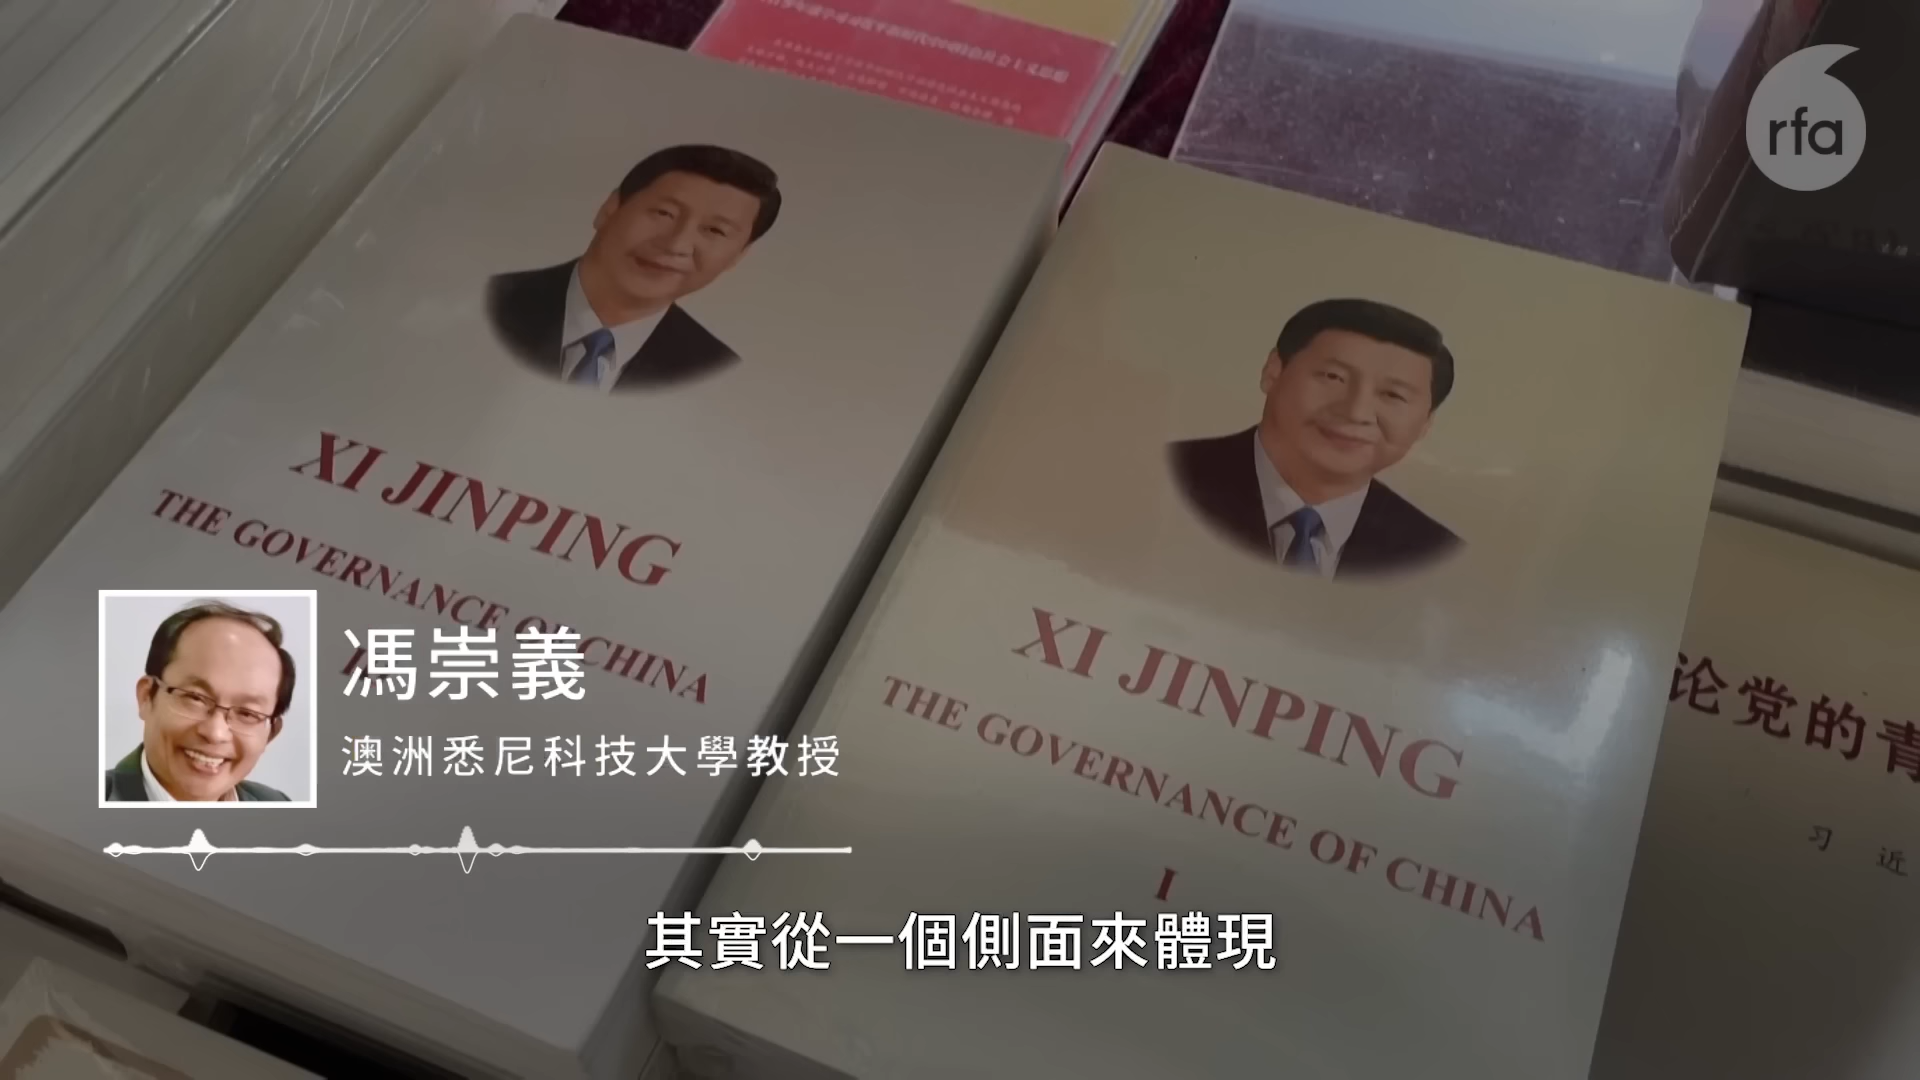 rfa
XI JINPING
THE GOVERNANCE OF CHINA
XI JINPING
THE GOVERNANCE OF CHINA
I
论党的青
习 近
馮崇義
澳洲悉尼科技大學教授
其實從一個側面來體現